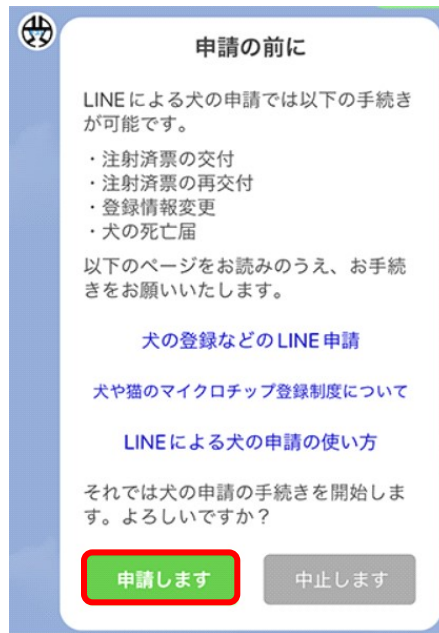 申請の前に
LINEによる犬の申請では以下の手続き
が可能です。
・注射済票の交付
・注射済票の再交付
・登録情報変更
・犬の死亡届
以下のページをお読みのうえ、お手続
きをお願いいたします。
犬の登録などのLINE申請
犬や猫のマイクロチップ登録制度について
LINEによる犬の申請の使い方
それでは犬の申請の手続きを開始しま
す。よろしいですか？
申請します 中止します